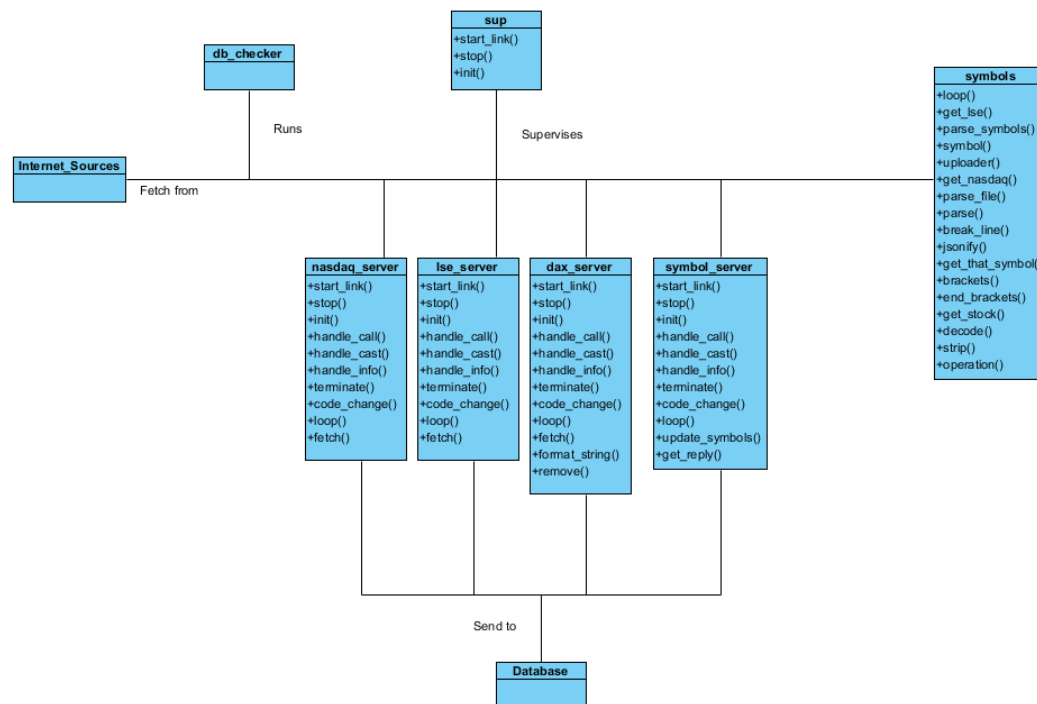 sup
+start_link()
+stop()
+init()
db_checker
symbols
+loop()
+get_lse()
+parse_symbols()
+symbol()
+uploader()
+get_nasdaq()
+parse_file()
+parse()
+break_line()
+jsonify()
+get_that_symbol(
+brackets()
+end_brackets()
+get_stock()
+decode()
+strip()
+operation()
Runs
Supervises
Internet_Sources
Fetch from
nasdaq_server
+start_link()
+stop()
+init()
+handle_call()
+handle_cast()
+handle_info()
+terminate()
+code_change()
+loop()
+fetch()
lse_server
+start_link()
+stop()
+init()
+handle_call()
+handle_cast()
+handle_info()
+terminate()
+code_change()
+loop()
+fetch()
dax_server
+start_link()
+stop()
+init()
+handle_call()
+handle_cast()
+handle_info()
+terminate()
+code_change()
+loop()
+fetch()
+format_string()
+remove()
symbol_server
+start_link()
+stop()
+init()
+handle_call()
+handle_cast()
+handle_info()
+terminate()
+code_change()
+loop()
+update_symbols()
+get_reply()
Send to
Database